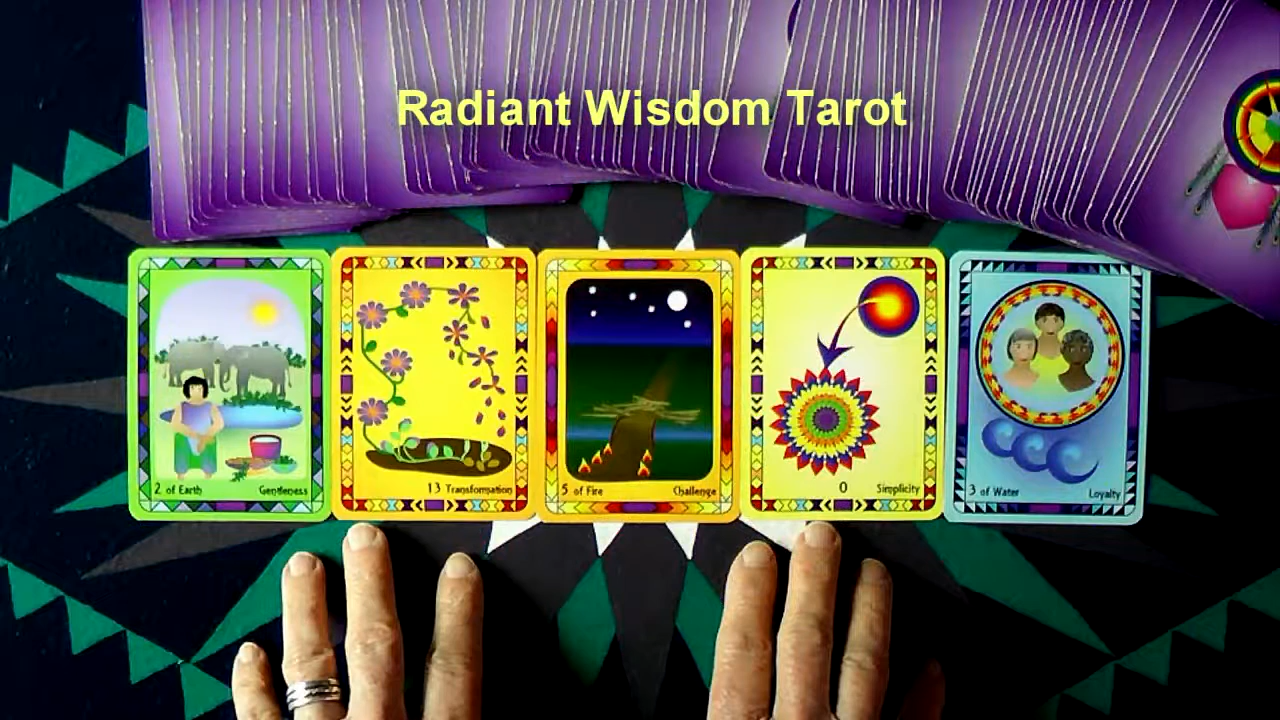 Radiant Wisdom Tarot
2 of Earth Gentleness
13 Transformation
5 of Fire Challenge
0 Simplicity
3 of Water Loyalty